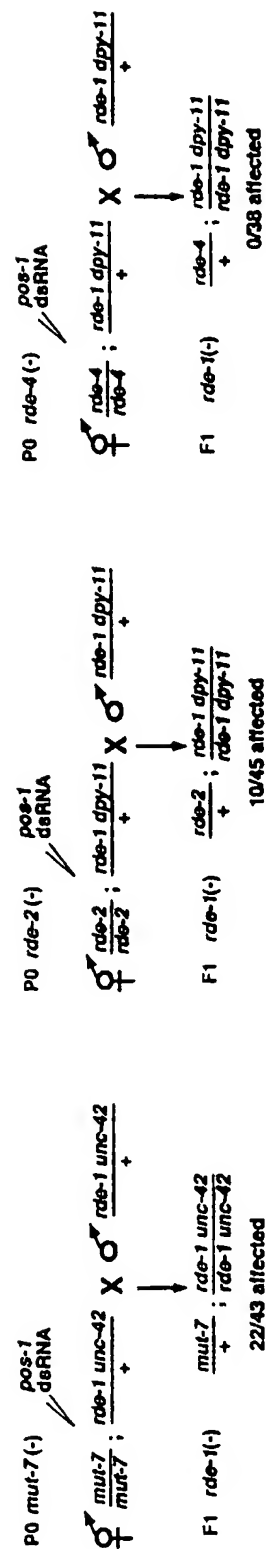 P0 mut-7(-)
pos-1
dsRNA
mut-7
mut-7
;
rde-1 unc-42
+
X
rde-1 unc-42
+
F1 rde-1(-)
mut-7
+
;
rde-1 unc-42
rde-1 unc-42
22/43 affected
P0 rde-2(-)
pos-1
dsRNA
rde-2
rde-2
;
rde-1 dpy-11
+
X
rde-1 dpy-11
+
F1 rde-1(-)
rde-2
+
;
rde-1 dpy-11
rde-1 dpy-11
10/45 affected
P0 rde-4(-)
pos-1
dsRNA
rde-4
rde-4
;
rde-1 dpy-11
+
X
rde-1 dpy-11
+
F1 rde-1(-)
rde-4
+
;
rde-1 dpy-11
rde-1 dpy-11
0/38 affected